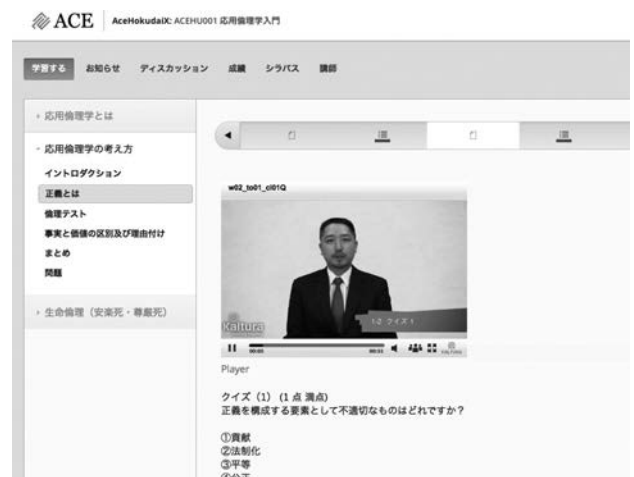 ACE AceHokudaiX: ACEHU001 応用倫理学入門
学習する お知らせ ディスカッション 成績 シラバス 講師
応用倫理学とは
応用倫理学の考え方
イントロダクション
正義とは
倫理テスト
事実と価値の区別及び理由付け
まとめ
問題
生命倫理（安楽死・尊厳死）
w02_to01_cl01Q
Kaltura
1-2 クイズ 1
00:03
00:31
Player
クイズ（1） (1 点 満点)
正義を構成する要素として不適切なものはどれですか？
①貢献
②法制化
③平等